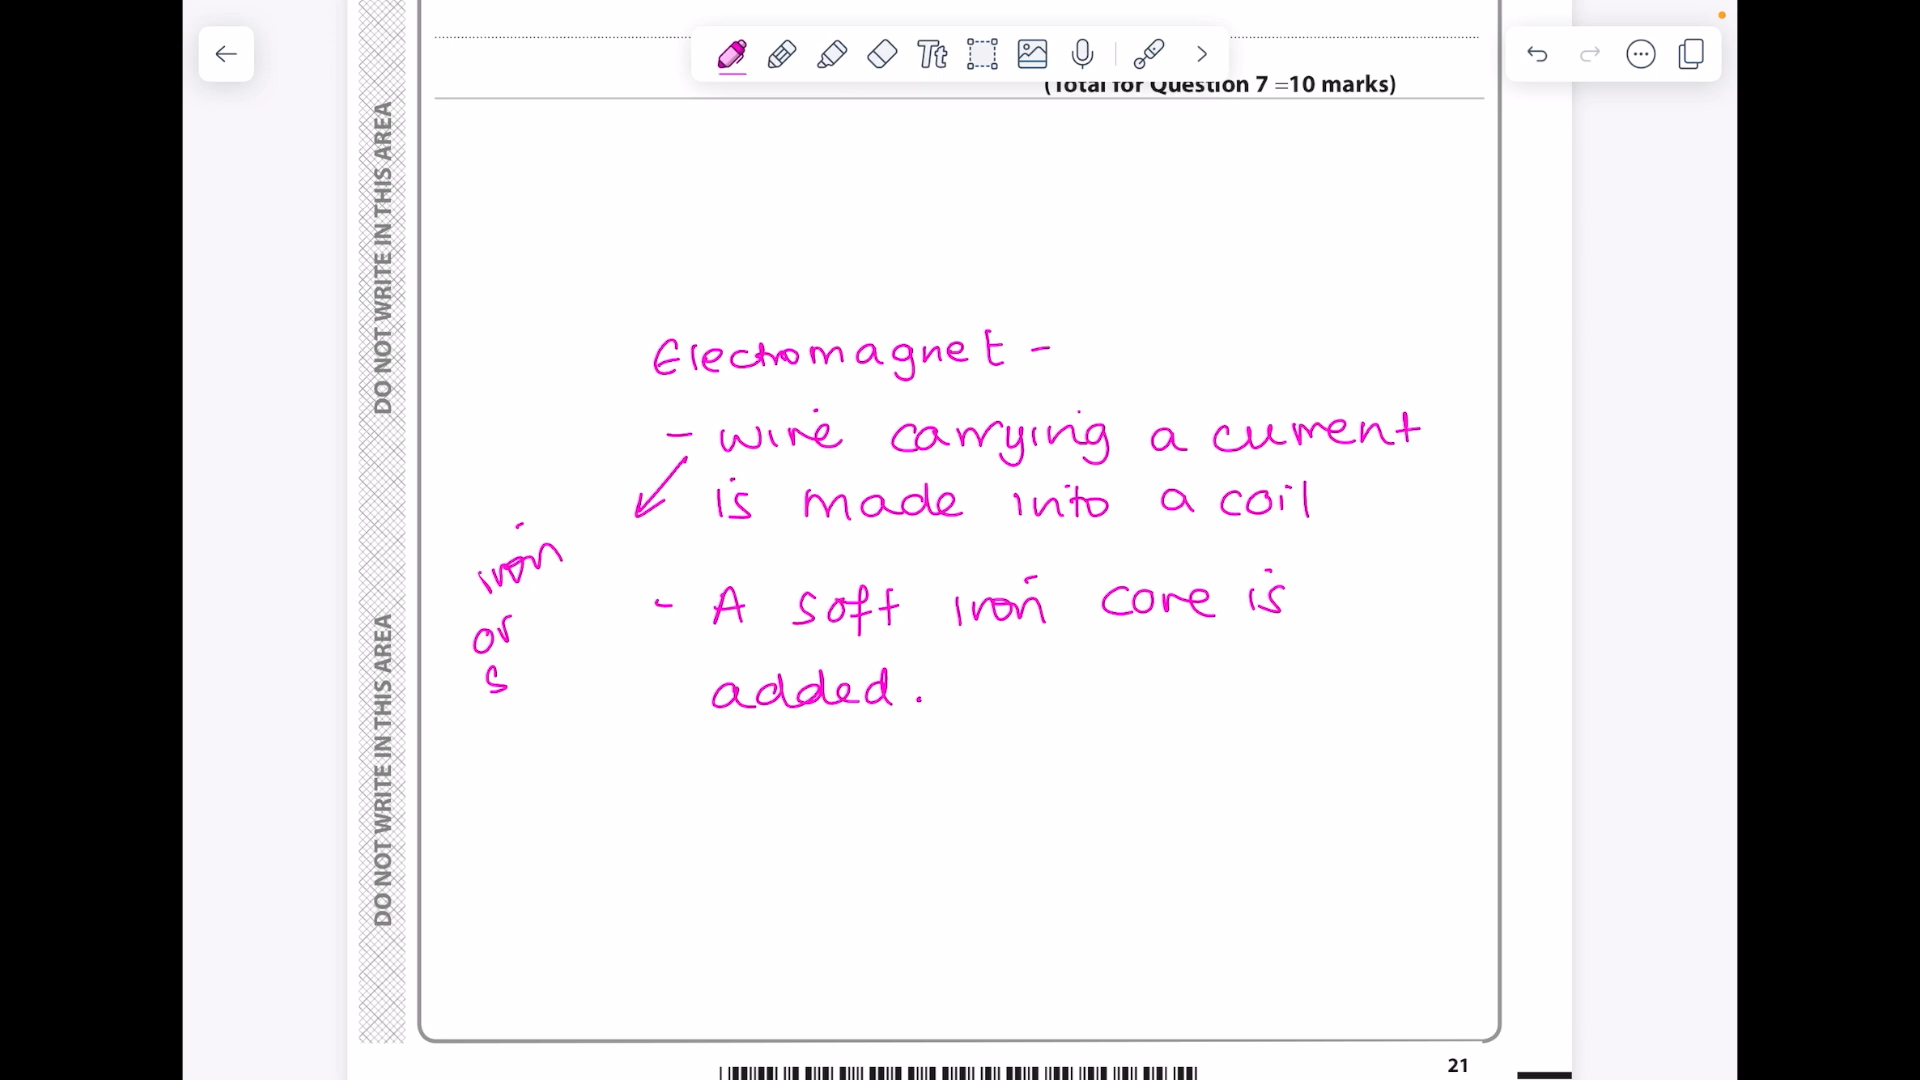 Tt
(Total for Question 7 =10 marks)
DO NOT WRITE IN THIS AREA
DO NOT WRITE IN THIS AREA
Electromagnet -
- wire carrying a current
is made into a coil
iron
or
s
- A soft iron core is
added.
21